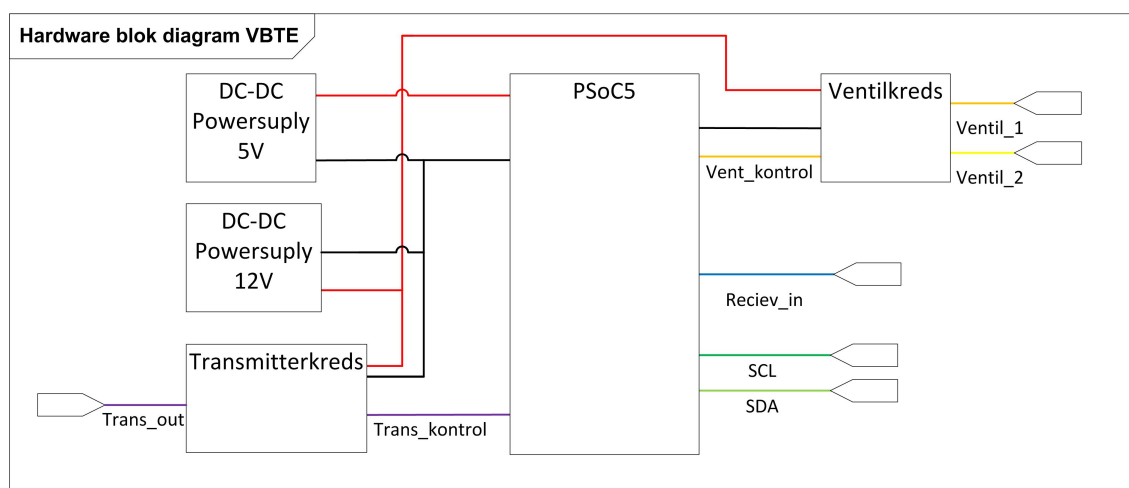 Hardware blok diagram VBTE
DC-DC
Powersuply
5V
PSoC5
Ventilkreds
Ventil_1
Vent_kontrol
Ventil_2
DC-DC
Powersuply
12V
Reciev_in
Transmitterkreds
SCL
SDA
Trans_out
Trans_kontrol